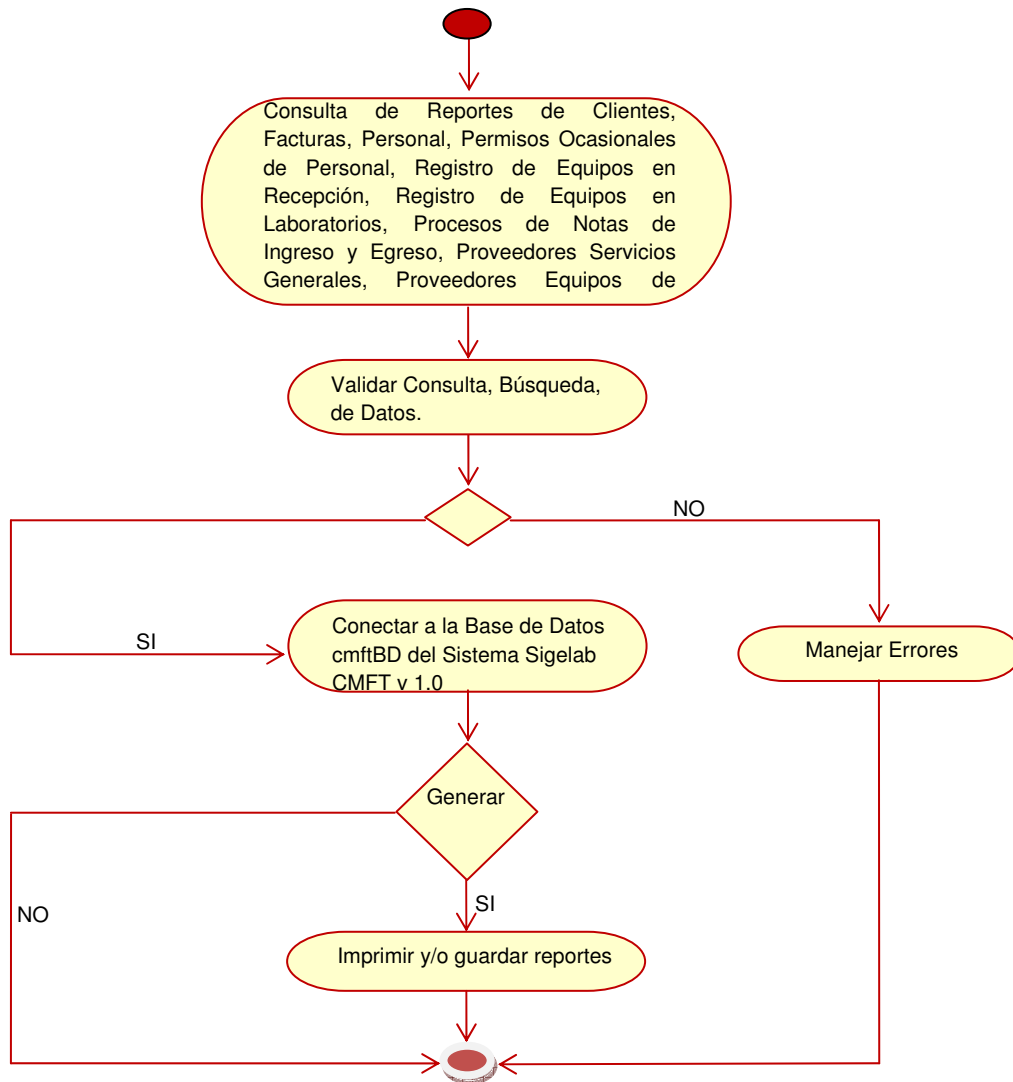 Consulta de Reportes de Clientes,
Facturas, Personal, Permisos Ocasionales
de Personal, Registro de Equipos en
Recepción, Registro de Equipos en
Laboratorios, Procesos de Notas de
Ingreso y Egreso, Proveedores Servicios
Generales, Proveedores Equipos de
Validar Consulta, Búsqueda,
de Datos.
NO
SI
Conectar a la Base de Datos
cmftBD del Sistema Sigelab
CMFT v 1.0
Manejar Errores
Generar
NO
SI
Imprimir y/o guardar reportes